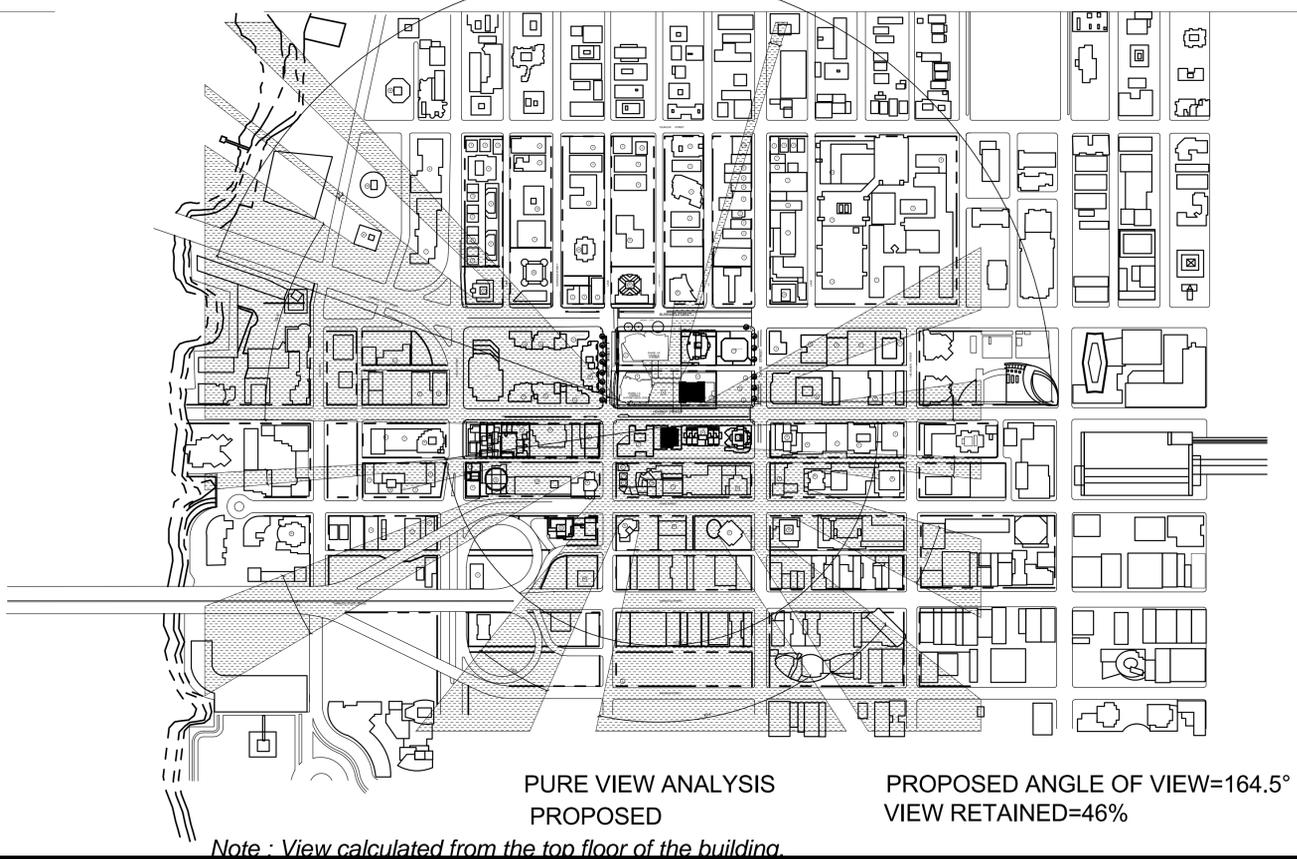 PURE VIEW ANALYSIS
PROPOSED
PROPOSED ANGLE OF VIEW=164.5°
VIEW RETAINED=46%
Note : View calculated from the top floor of the building.